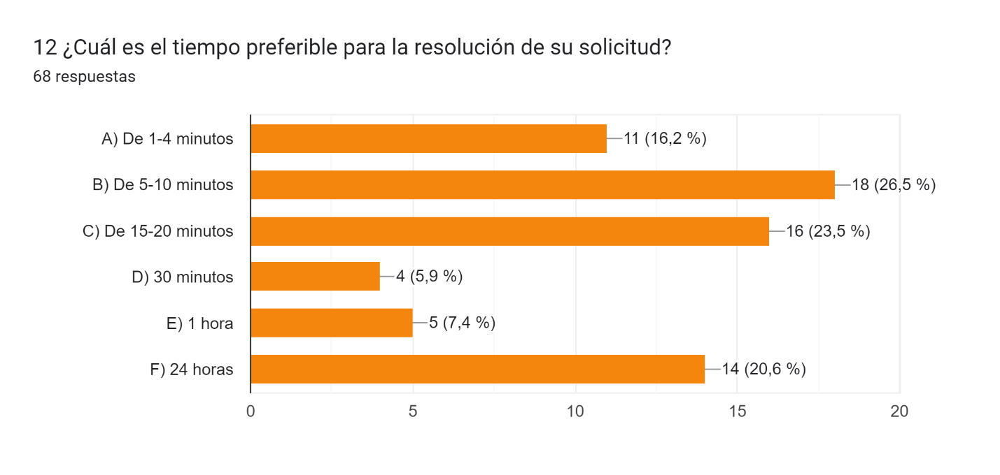 12 ¿Cuál es el tiempo preferible para la resolución de su solicitud?
68 respuestas
A) De 1-4 minutos
11 (16,2 %)
B) De 5-10 minutos
18 (26,5 %)
C) De 15-20 minutos
16 (23,5 %)
D) 30 minutos
4 (5,9 %)
E) 1 hora
5 (7,4 %)
F) 24 horas
14 (20,6 %)
0 5 10 15 20